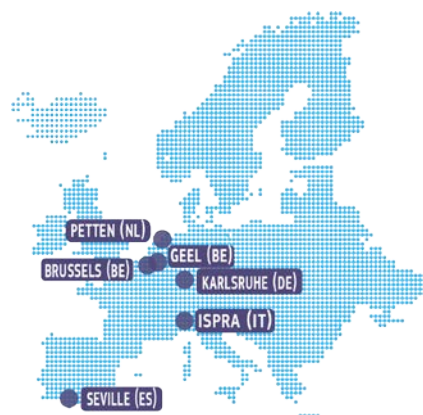 PETTEN (NL)
GEEL (BE)
BRUSSELS (BE)
KARLSRUHE (DE)
ISPRA (IT)
SEVILLE (ES)